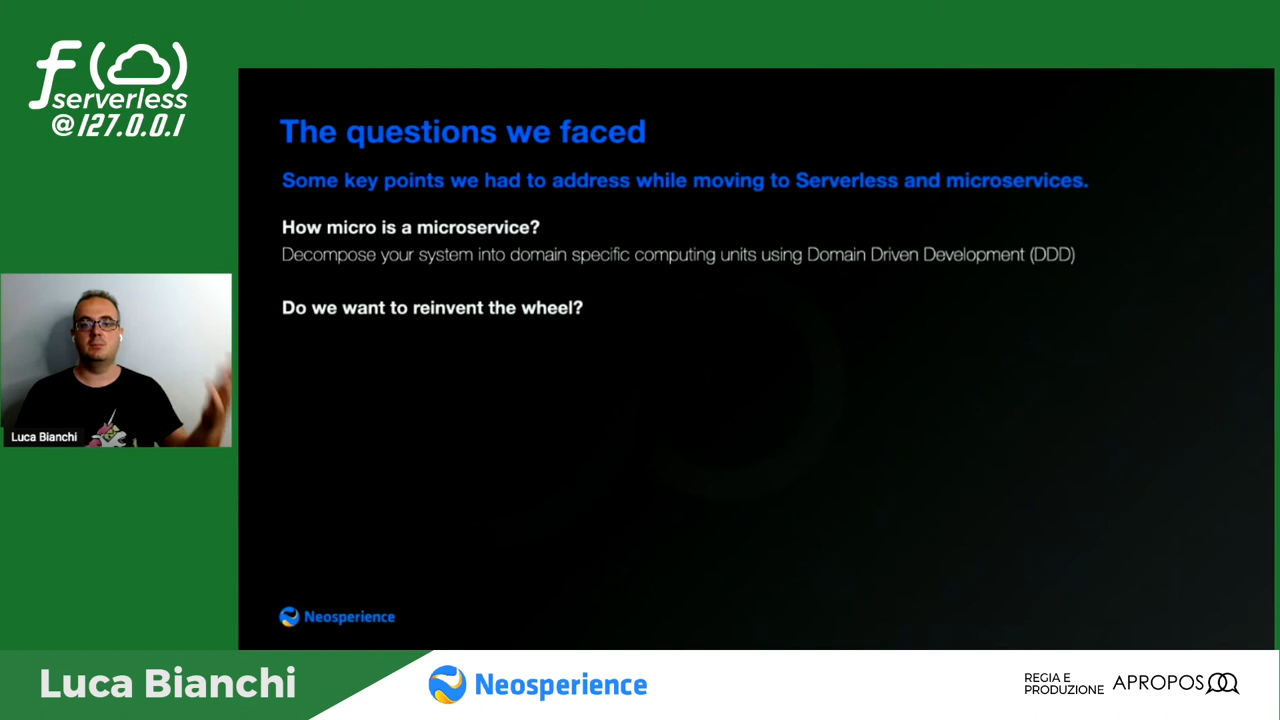 f(
serverless
@127.0.0.1
The questions we faced
Some key points we had to address while moving to Serverless and microservices.
How micro is a microservice?
Decompose your system into domain specific computing units using Domain Driven Development (DDD)
Do we want to reinvent the wheel?
Luca Bianchi
Neosperience
Luca Bianchi
Neosperience
REGIA E
PRODUZIONE
APROPOS